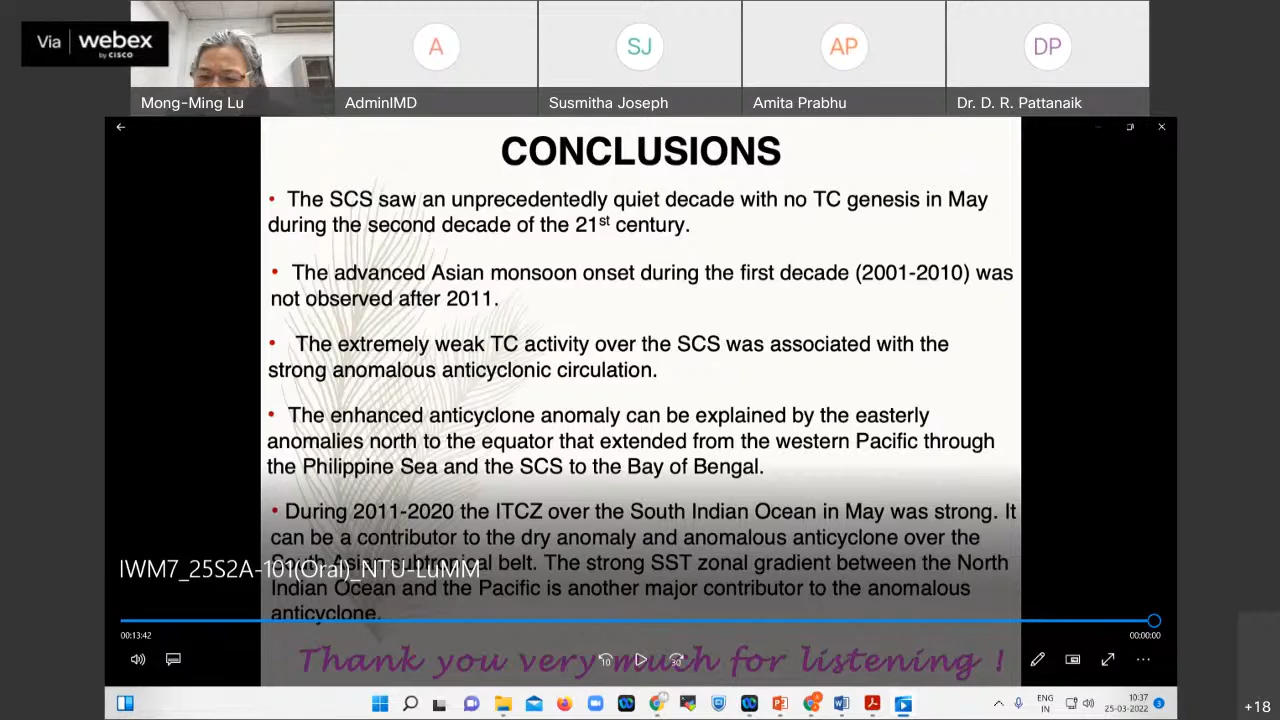 Via webex
by CISCO
Mong-Ming Lu
A
AdminIMD
SJ
Susmitha Joseph
AP
Amita Prabhu
DP
Dr. D. R. Pattanaik
CONCLUSIONS
• The SCS saw an unprecedentedly quiet decade with no TC genesis in May
during the second decade of the 21st century.
• The advanced Asian monsoon onset during the first decade (2001-2010) was
not observed after 2011.
• The extremely weak TC activity over the SCS was associated with the
strong anomalous anticyclonic circulation.
• The enhanced anticyclone anomaly can be explained by the easterly
anomalies north to the equator that extended from the western Pacific through
the Philippine Sea and the SCS to the Bay of Bengal.
• During 2011-2020 the ITCZ over the South Indian Ocean in May was strong. It
can be a contributor to the dry anomaly and anomalous anticyclone over the
South Asian subtropical belt. The strong SST zonal gradient between the North
Indian Ocean and the Pacific is another major contributor to the anomalous
anticyclone.
IWM7_25S2A-101(Oral)_NTU-LuMM
00:13:42
00:00:00
Thank you very much for listening !
10
30
ENG
IN
10:37
25-03-2022
3
+18